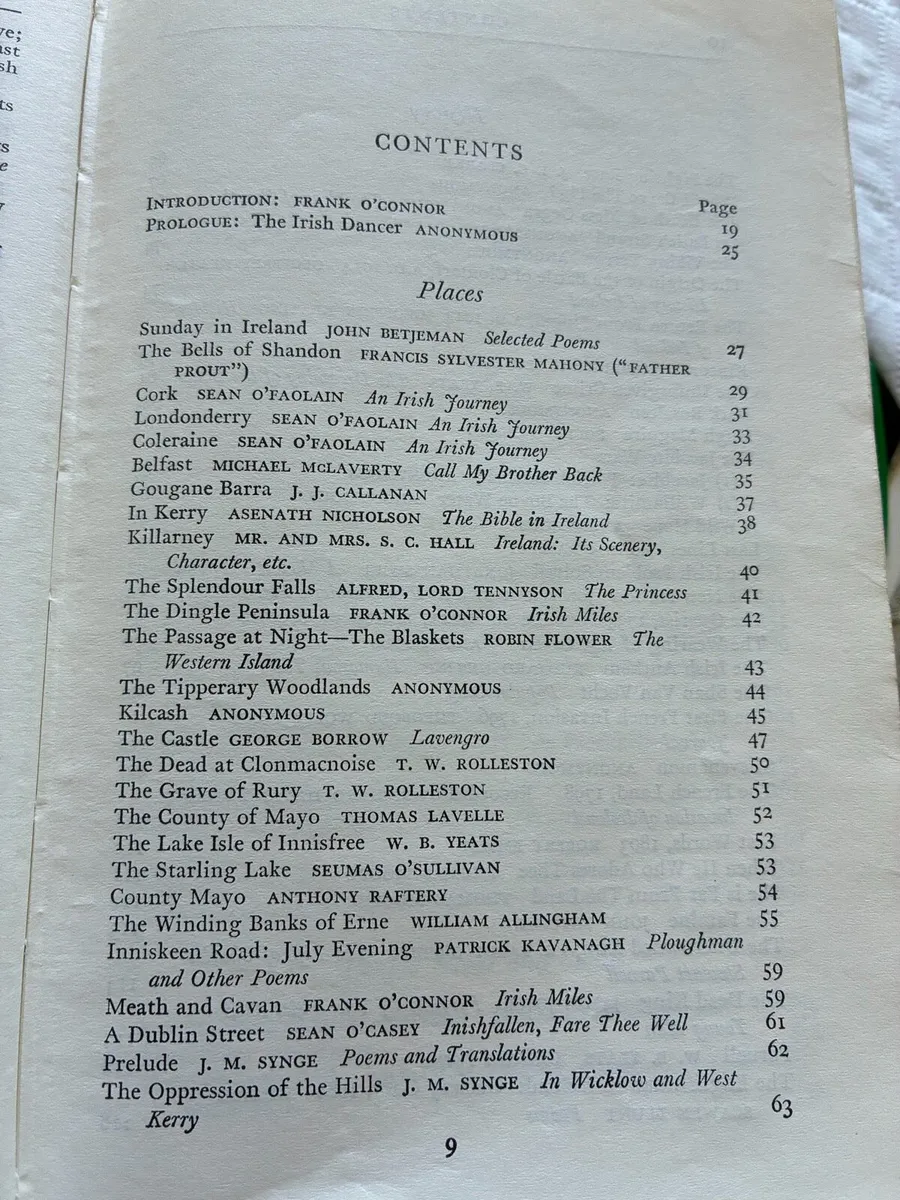 ve;
ast
sh
ts
s
e
y
CONTENTS
Page
INTRODUCTION: FRANK O'CONNOR 19
PROLOGUE: The Irish Dancer ANONYMOUS 25
Places
Sunday in Ireland JOHN BETJEMAN Selected Poems 27
The Bells of Shandon FRANCIS SYLVESTER MAHONY ("FATHER
PROUT") 29
Cork SEAN O'FAOLAIN An Irish Journey 31
Londonderry SEAN O'FAOLAIN An Irish Journey 33
Coleraine SEAN O'FAOLAIN An Irish Journey 34
Belfast MICHAEL MCLAVERTY Call My Brother Back 35
Gougane Barra J. J. CALLANAN 37
In Kerry ASENATH NICHOLSON The Bible in Ireland 38
Killarney MR. AND MRS. S. C. HALL Ireland: Its Scenery,
Character, etc. 40
The Splendour Falls ALFRED, LORD TENNYSON The Princess 41
The Dingle Peninsula FRANK O'CONNOR Irish Miles 42
The Passage at Night—The Blaskets ROBIN FLOWER The
Western Island 43
The Tipperary Woodlands ANONYMOUS 44
Kilcash ANONYMOUS 45
The Castle GEORGE BORROW Lavengro 47
The Dead at Clonmacnoise T. W. ROLLESTON 50
The Grave of Rury T. W. ROLLESTON 51
The County of Mayo THOMAS LAVELLE 52
The Lake Isle of Innisfree W. B. YEATS 53
The Starling Lake SEUMAS O'SULLIVAN 53
County Mayo ANTHONY RAFTERY 54
The Winding Banks of Erne WILLIAM ALLINGHAM 55
Inniskeen Road: July Evening PATRICK KAVANAGH Ploughman
and Other Poems 59
Meath and Cavan FRANK O'CONNOR Irish Miles 59
A Dublin Street SEAN O'CASEY Inishfallen, Fare Thee Well 61
Prelude J. M. SYNGE Poems and Translations 62
The Oppression of the Hills J. M. SYNGE In Wicklow and West
Kerry 63
9